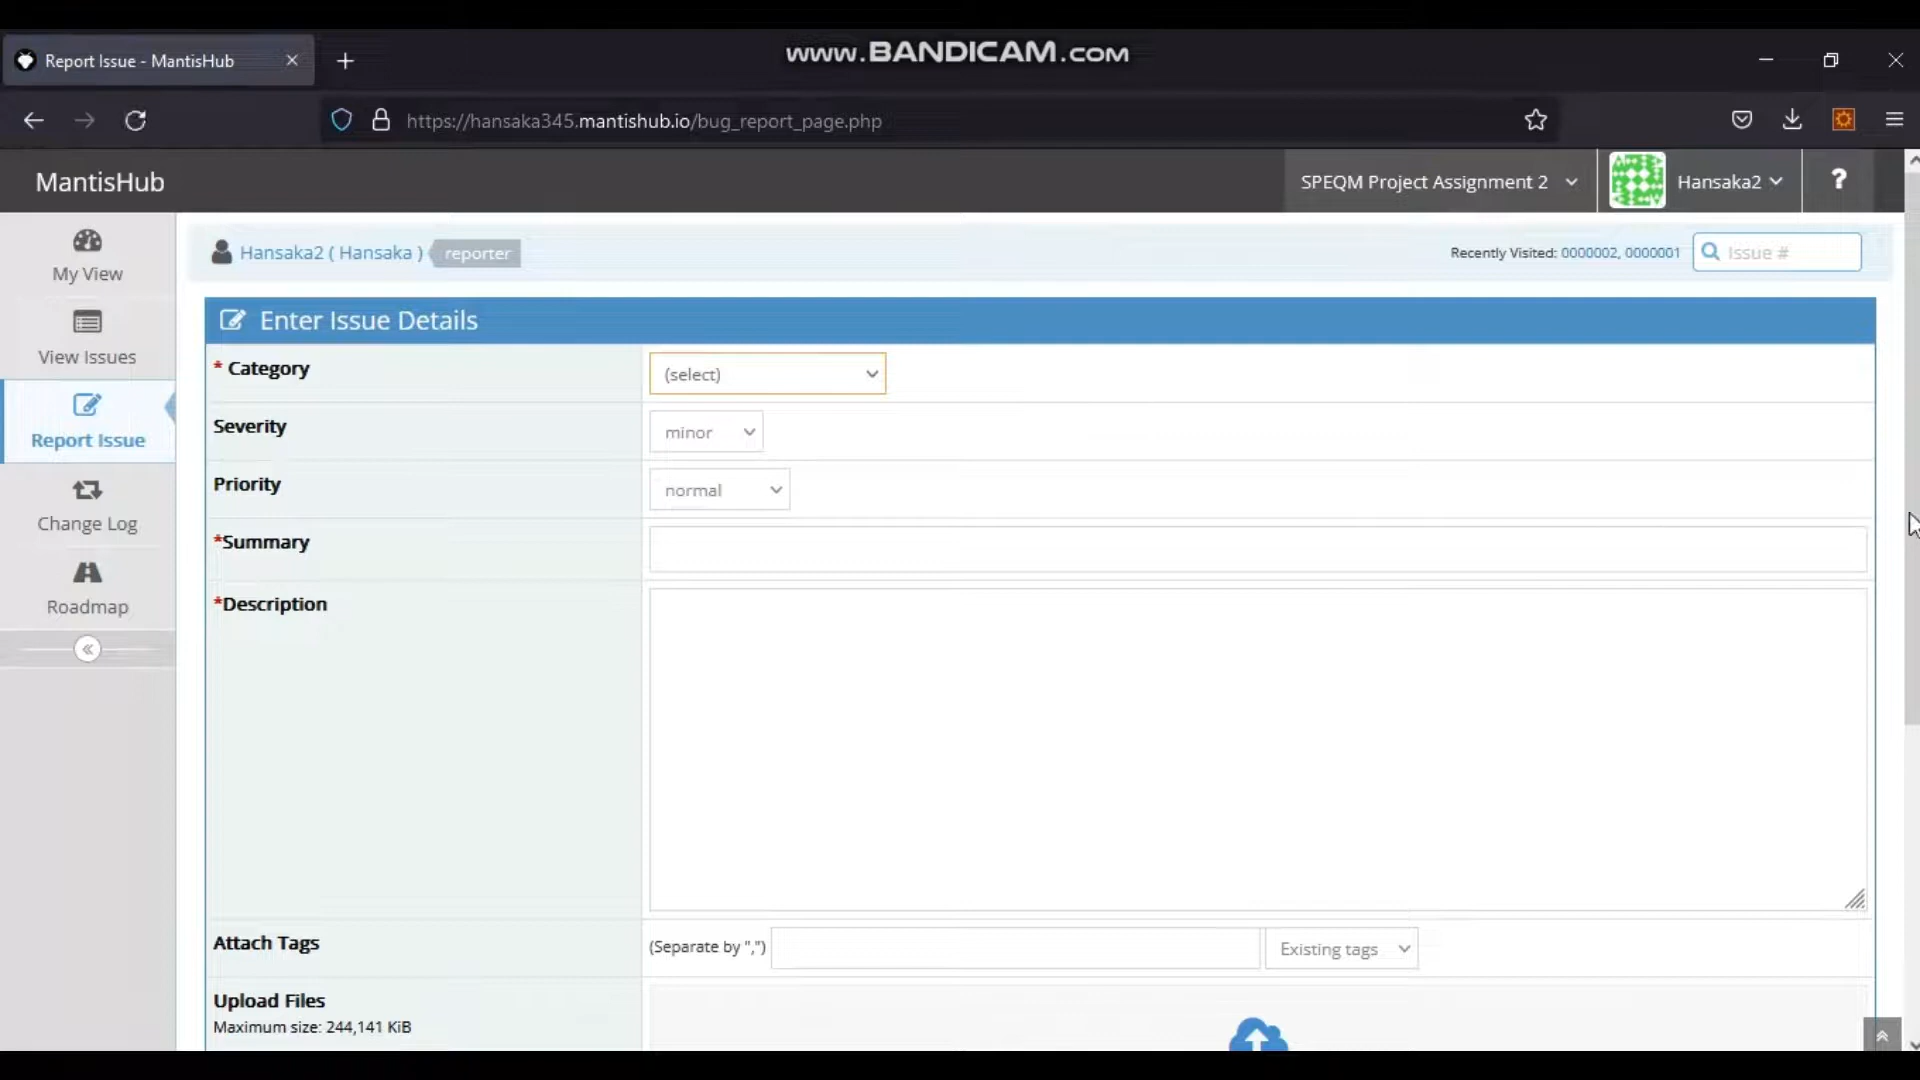 Report Issue - MantisHub
www.BANDICAM.com
https://hansaka345.mantishub.io/bug_report_page.php
MantisHub
SPEQM Project Assignment 2
Hansaka2
?
My View
View Issues
Report Issue
Change Log
Roadmap
Hansaka2 ( Hansaka )
reporter
Recently Visited: 0000002, 0000001
Issue #
Enter Issue Details
* Category
(select)
Severity
minor
Priority
normal
*Summary
*Description
Attach Tags
(Separate by ",")
Existing tags
Upload Files
Maximum size: 244,141 KiB